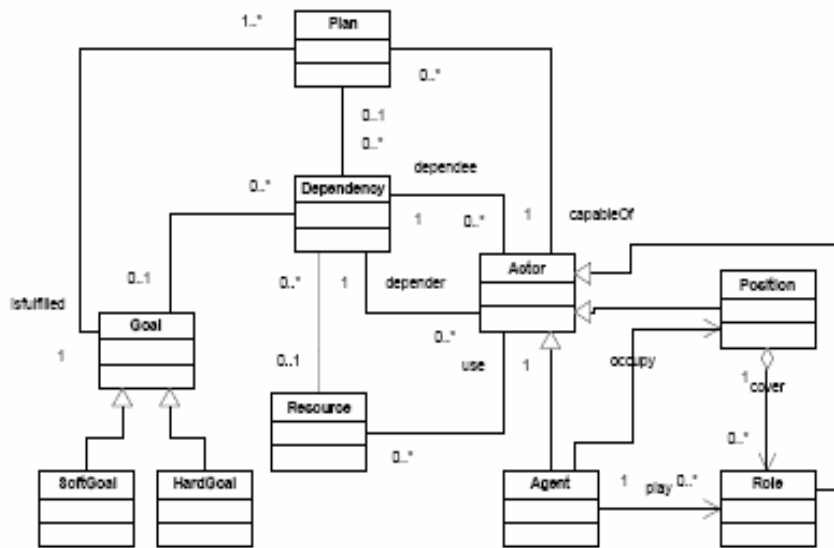 1..*
Plan
0..*
0..1
0..*
dependee
0..*
Dependency
1
0..*
1
capableOf
0..1
0..*
1
depender
Actor
Position
isfulfilled
Goal
0..*
1
use
1
occupy
1
cover
0..1
Resource
0..*
0..*
SoftGoal
HardGoal
Agent
1
play
0..*
Role